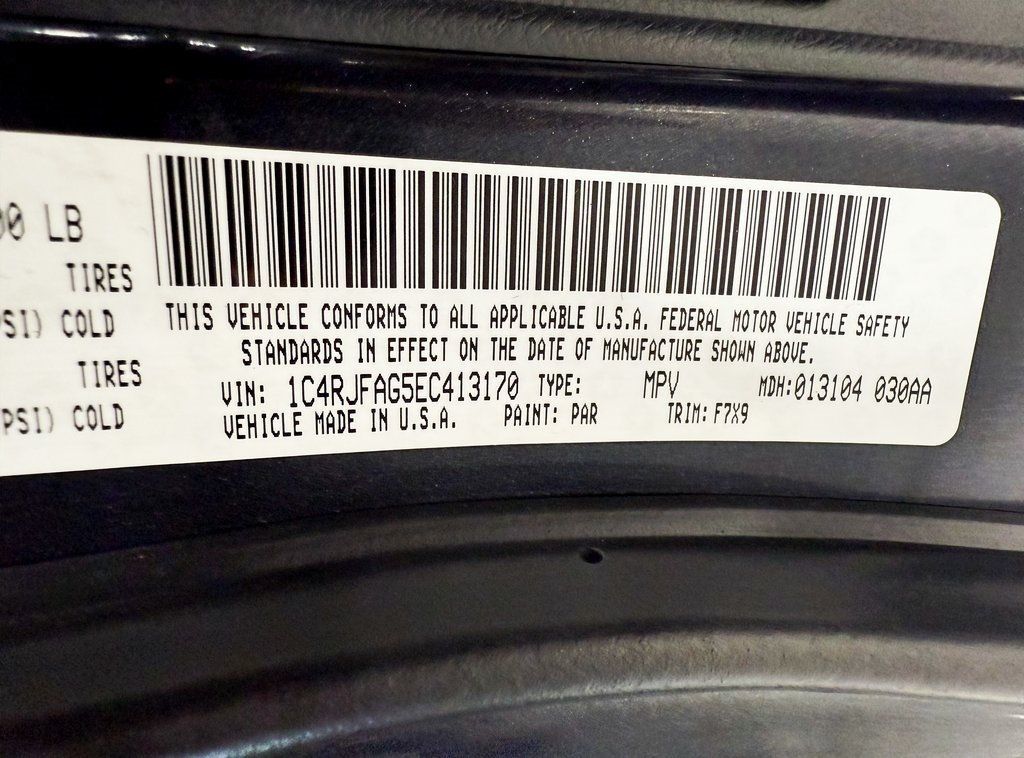 00 LB
TIRES
PSI) COLD
TIRES
PSI) COLD
THIS VEHICLE CONFORMS TO ALL APPLICABLE U.S.A. FEDERAL MOTOR VEHICLE SAFETY
STANDARDS IN EFFECT ON THE DATE OF MANUFACTURE SHOWN ABOVE.
VIN: 1C4RJFAG5EC413170 TYPE: MPV MDH:013104 030AA
VEHICLE MADE IN U.S.A. PAINT: PAR TRIM: F7X9